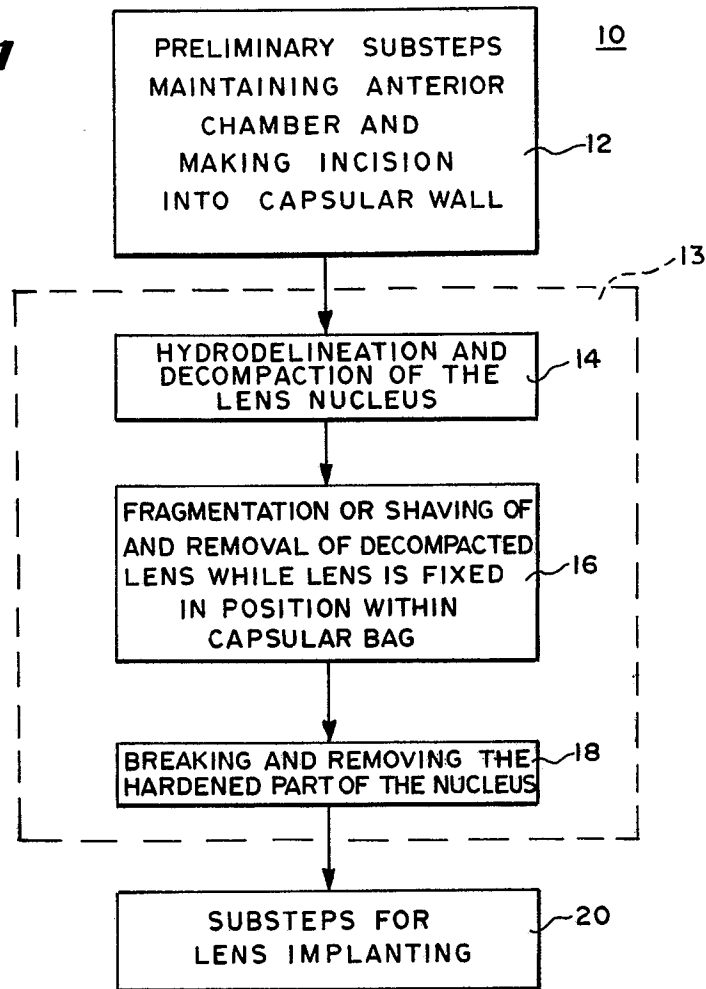 1
10
PRELIMINARY SUBSTEPS
MAINTAINING ANTERIOR
CHAMBER AND
MAKING INCISION
INTO CAPSULAR WALL
12
13
HYDRODELINEATION AND
DECOMPACTION OF THE
LENS NUCLEUS
14
FRAGMENTATION OR SHAVING OF
AND REMOVAL OF DECOMPACTED
LENS WHILE LENS IS FIXED
IN POSITION WITHIN
CAPSULAR BAG
16
BREAKING AND REMOVING THE
HARDENED PART OF THE NUCLEUS
18
SUBSTEPS FOR
LENS IMPLANTING
20